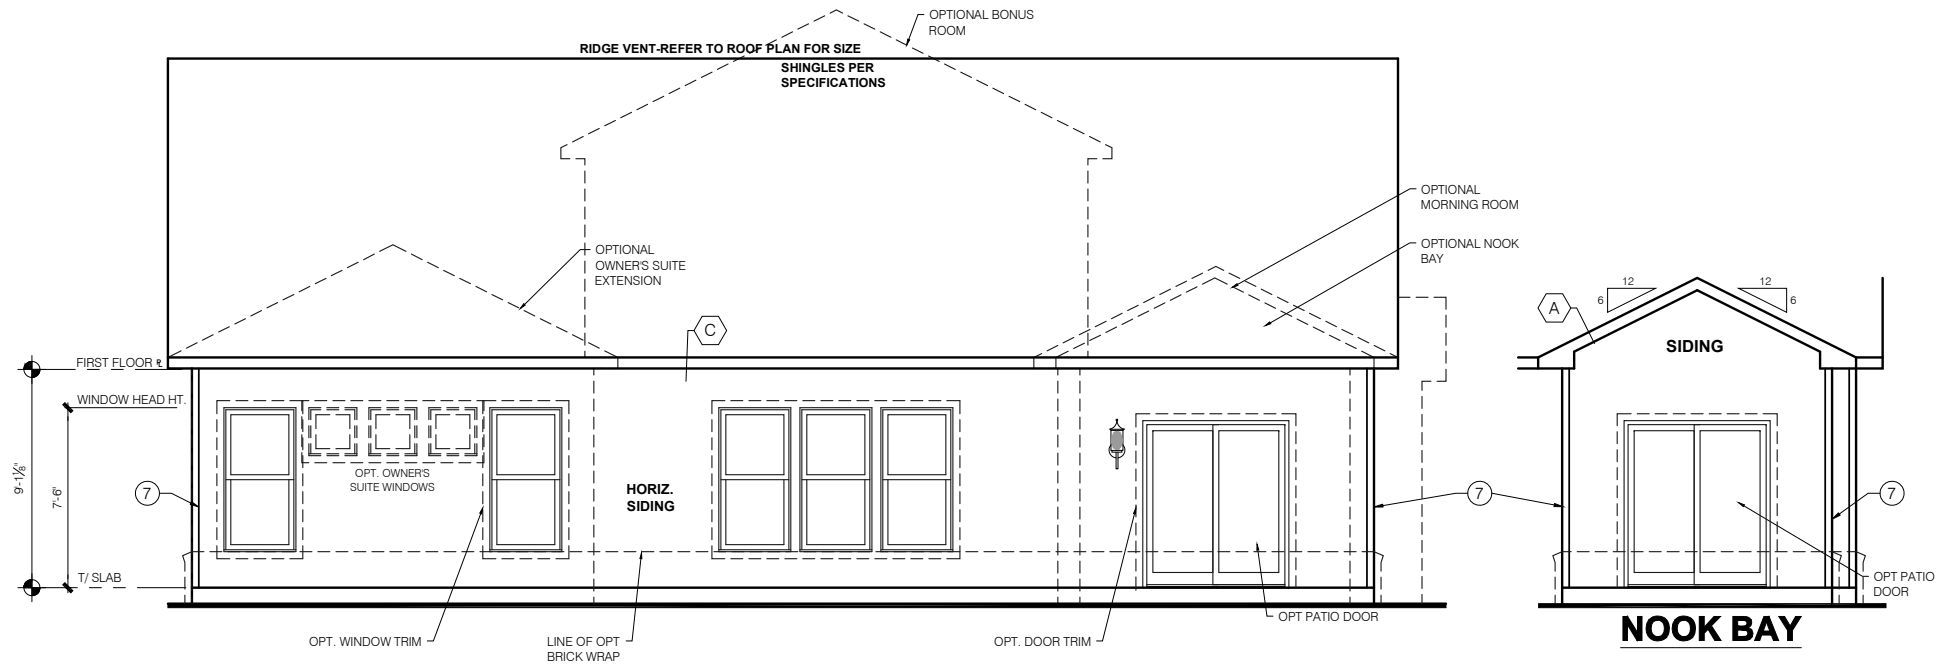 OPTIONAL BONUS
ROOM
RIDGE VENT-REFER TO ROOF PLAN FOR SIZE
SHINGLES PER
SPECIFICATIONS
OPTIONAL
MORNING ROOM
OPTIONAL
OWNER'S SUITE
EXTENSION
OPTIONAL NOOK
BAY
12
6
12
6
A
C
SIDING
FIRST FLOOR ℄
WINDOW HEAD HT.
9'-1⅛"
7'-6"
OPT. OWNER'S
SUITE WINDOWS
7
HORIZ.
SIDING
7
7
T/ SLAB
OPT PATIO
DOOR
OPT PATIO DOOR
OPT. WINDOW TRIM
LINE OF OPT
BRICK WRAP
OPT. DOOR TRIM
NOOK BAY